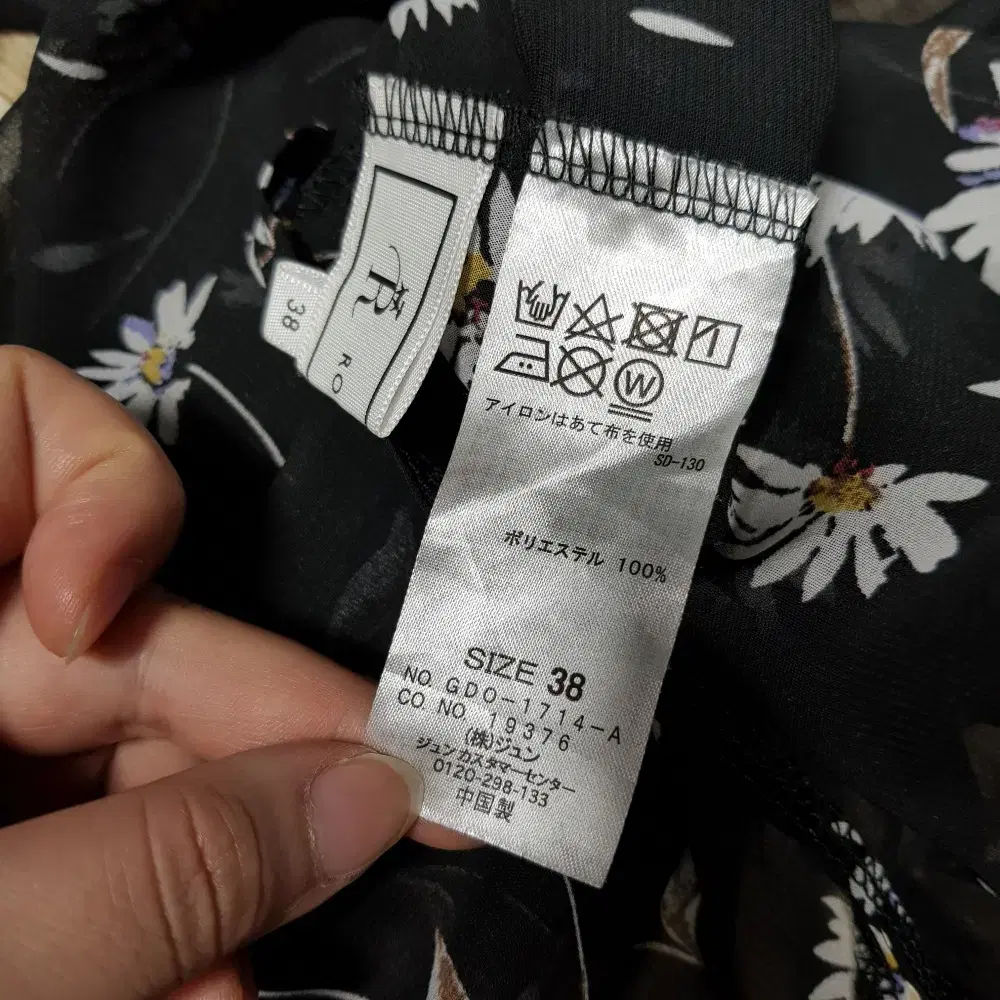 38
R
RO
W
アイロンはあて布を使用
SD-130
ポリエステル 100%
SIZE 38
NO. GDO-1714-A
CO NO. 19376
(株)ジュン
ジュンカスタマーセンター
0120-298-133
中国製